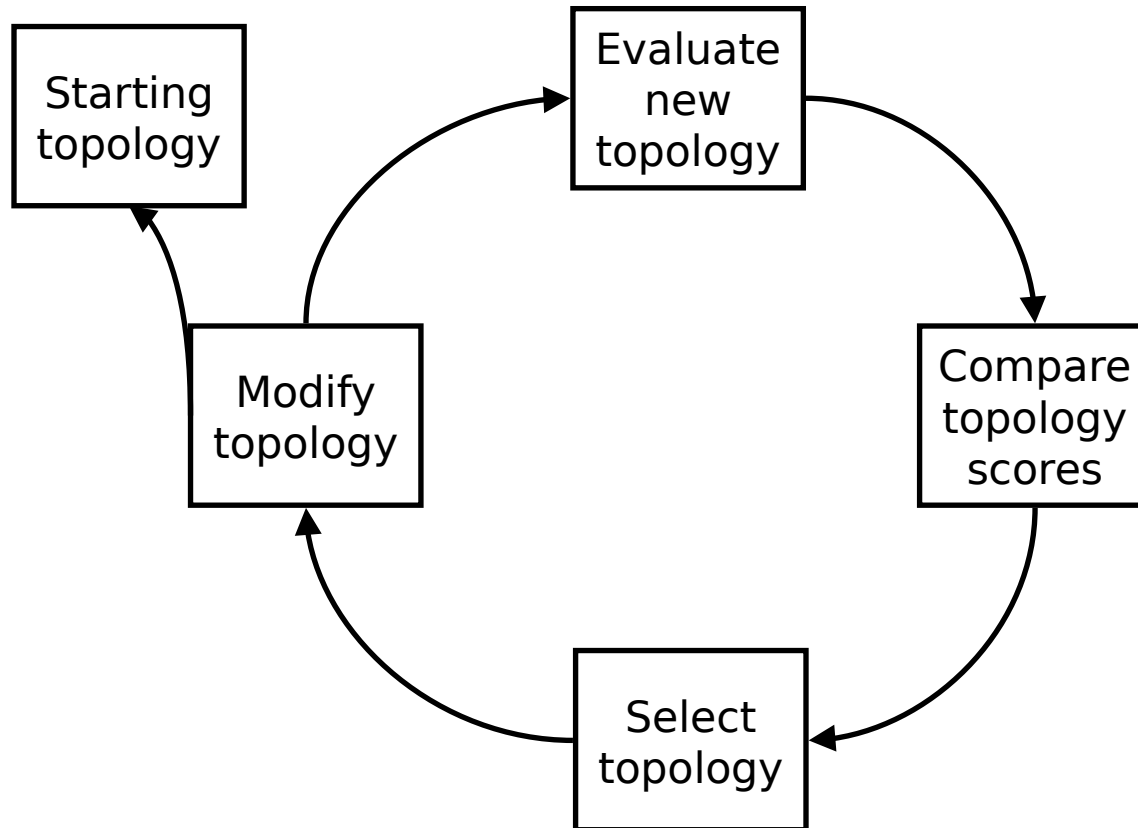 Starting
topology
Evaluate
new
topology
Modify
topology
Compare
topology
scores
Select
topology